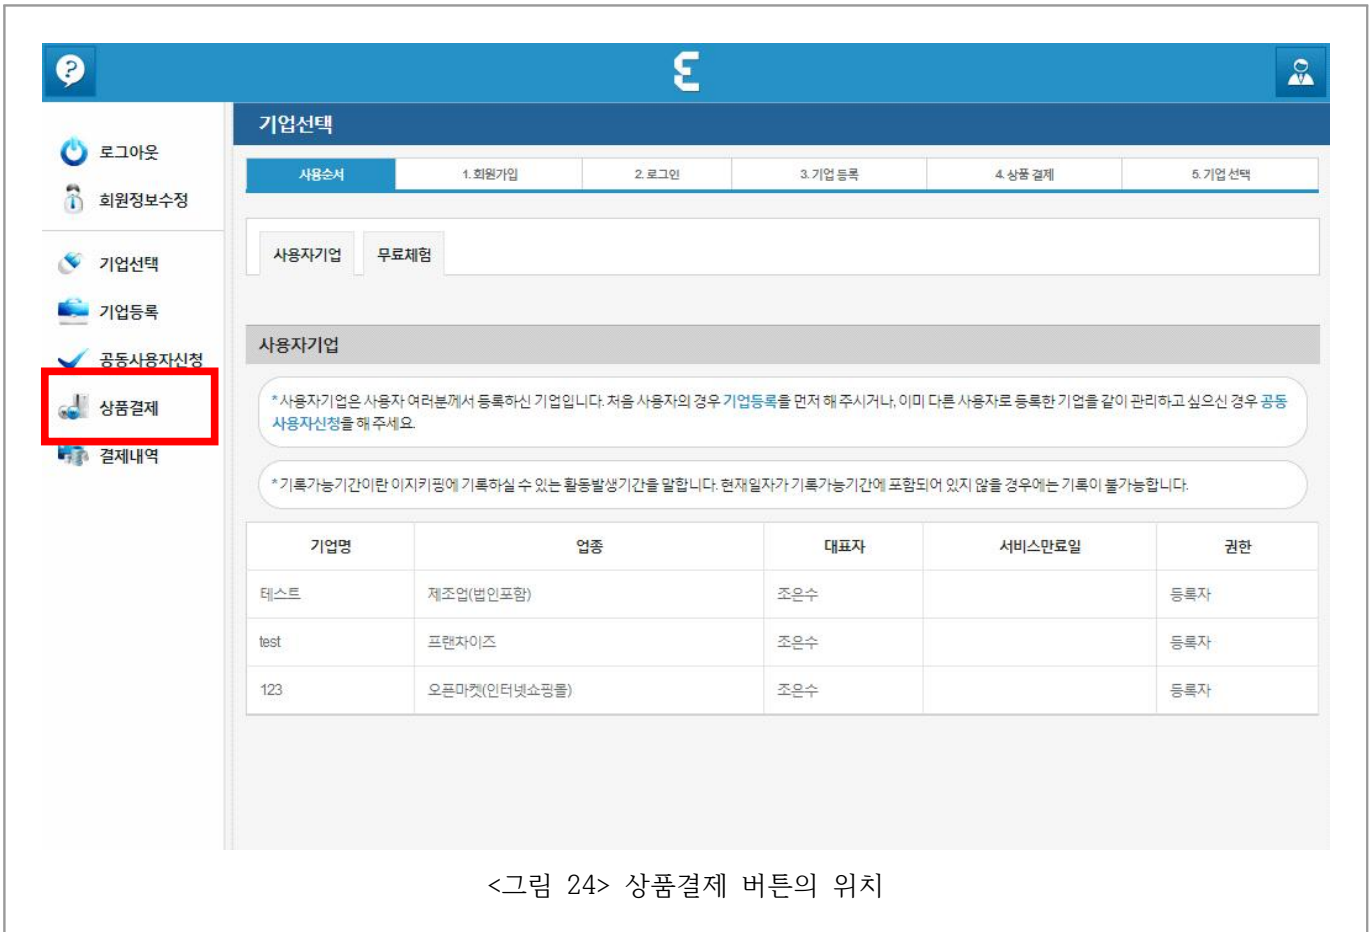 기업선택
로그아웃
회원정보수정
기업선택
기업등록
공동사용자신청
상품결제
결제내역
사용순서 1. 회원가입 2. 로그인 3. 기업 등록 4. 상품 결제 5. 기업 선택
사용자기업 무료체험
사용자기업
* 사용자기업은 사용자 여러분께서 등록하신 기업입니다. 처음 사용자의 경우 기업등록을 먼저 해 주시거나, 이미 다른 사용자로 등록한 기업을 같이 관리하고 싶으신 경우 공동
사용자신청을 해 주세요.
* 기록가능기간이란 이지키핑에 기록하실 수 있는 활동발생기간을 말합니다. 현재일자가 기록가능기간에 포함되어 있지 않을 경우에는 기록이 불가능합니다.
기업명 업종 대표자 서비스만료일 권한
테스트 제조업(법인포함) 조은수 등록자
test 프랜차이즈 조은수 등록자
123 오픈마켓(인터넷쇼핑몰) 조은수 등록자
<그림 24> 상품결제 버튼의 위치